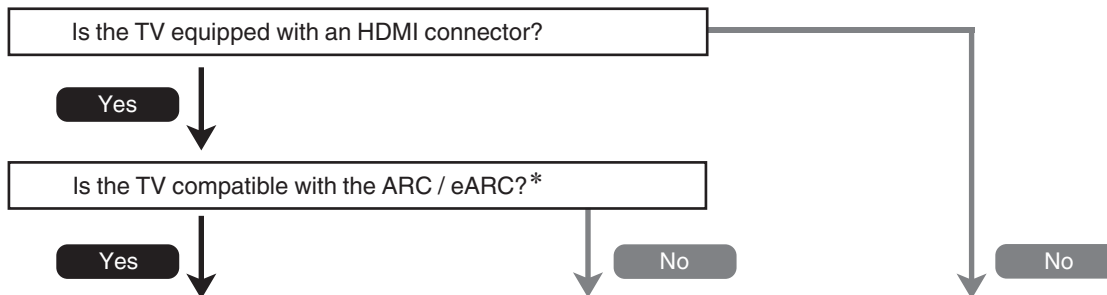 Is the TV equipped with an HDMI connector?
Yes
Is the TV compatible with the ARC / eARC?*
Yes
No
No